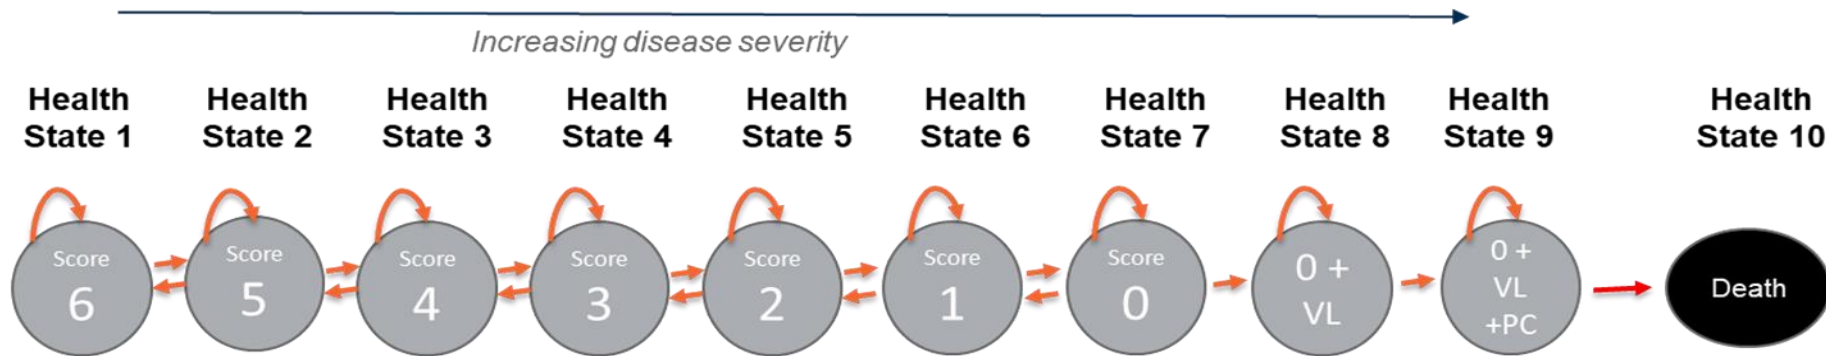 Increasing disease severity
Health
State 1
Health
State 2
Health
State 3
Health
State 4
Health
State 5
Health
State 6
Health
State 7
Health
State 8
Health
State 9
Health
State 10
Score
6
Score
5
Score
4
Score
3
Score
2
Score
1
Score
0
0 +
VL
0 +
VL
+PC
Death